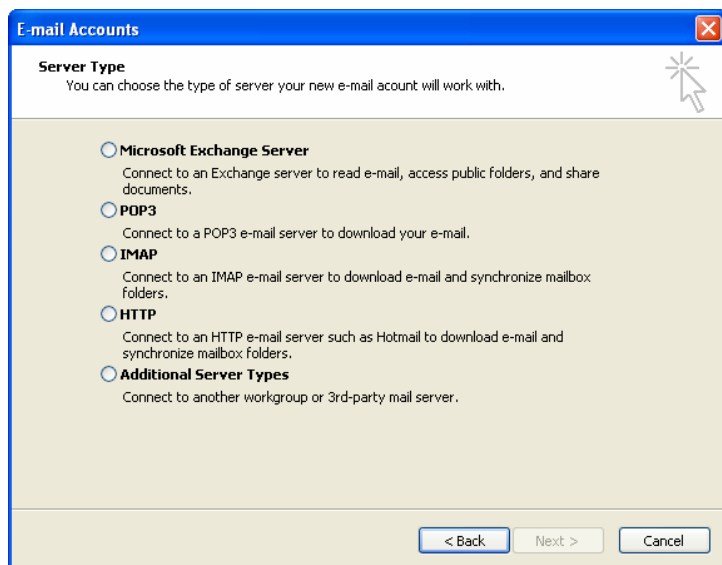 E-mail Accounts
Server Type
You can choose the type of server your new e-mail acount will work with.
Microsoft Exchange Server
Connect to an Exchange server to read e-mail, access public folders, and share
documents.
POP3
Connect to a POP3 e-mail server to download your e-mail.
IMAP
Connect to an IMAP e-mail server to download e-mail and synchronize mailbox
folders.
HTTP
Connect to an HTTP e-mail server such as Hotmail to download e-mail and
synchronize mailbox folders.
Additional Server Types
Connect to another workgroup or 3rd-party mail server.
< Back Next > Cancel